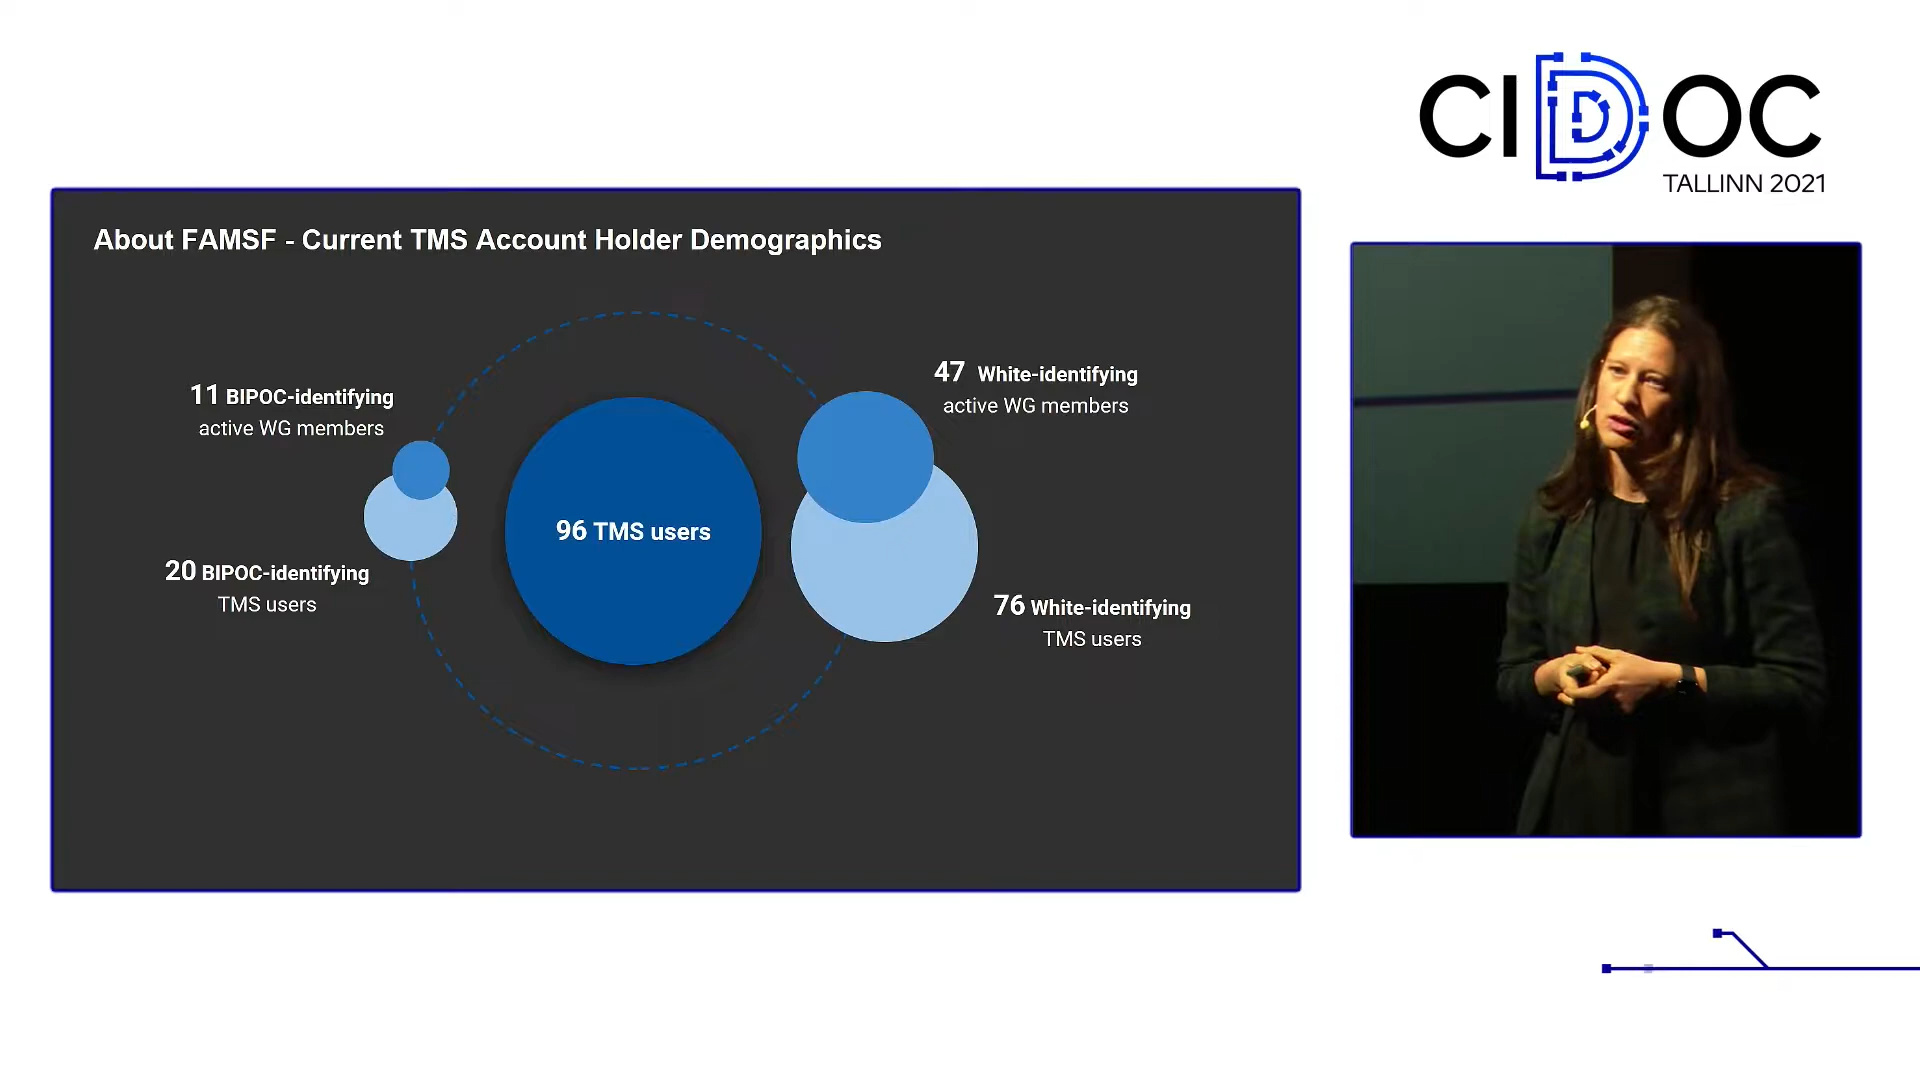 CIDOC
TALLINN 2021
About FAMSF - Current TMS Account Holder Demographics
11 BIPOC-identifying
active WG members
20 BIPOC-identifying
TMS users
96 TMS users
47 White-identifying
active WG members
76 White-identifying
TMS users